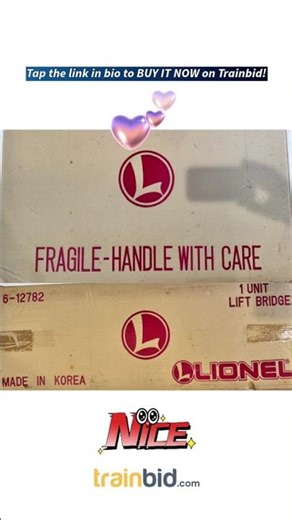 Tap the link in bio to BUY IT NOW on Trainbid!
L
FRAGILE-HANDLE WITH CARE
6-12782
1 UNIT
LIFT BRIDGE
L
MADE IN KOREA
L LIONEL
NICE
trainbid.com